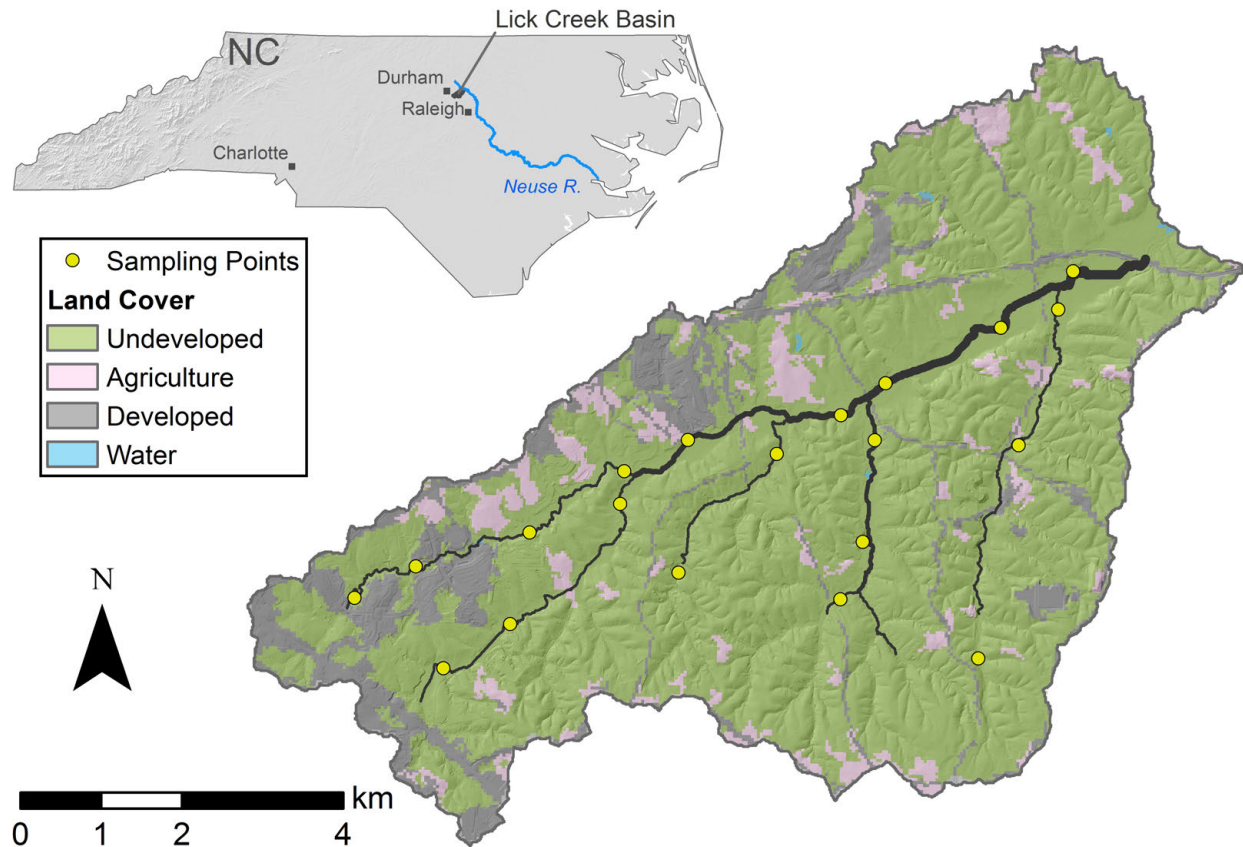 Lick Creek Basin
NC
Durham
Raleigh
Charlotte
Neuse R.
Sampling Points
Land Cover
Undeveloped
Agriculture
Developed
Water
N
km
0 1 2 4